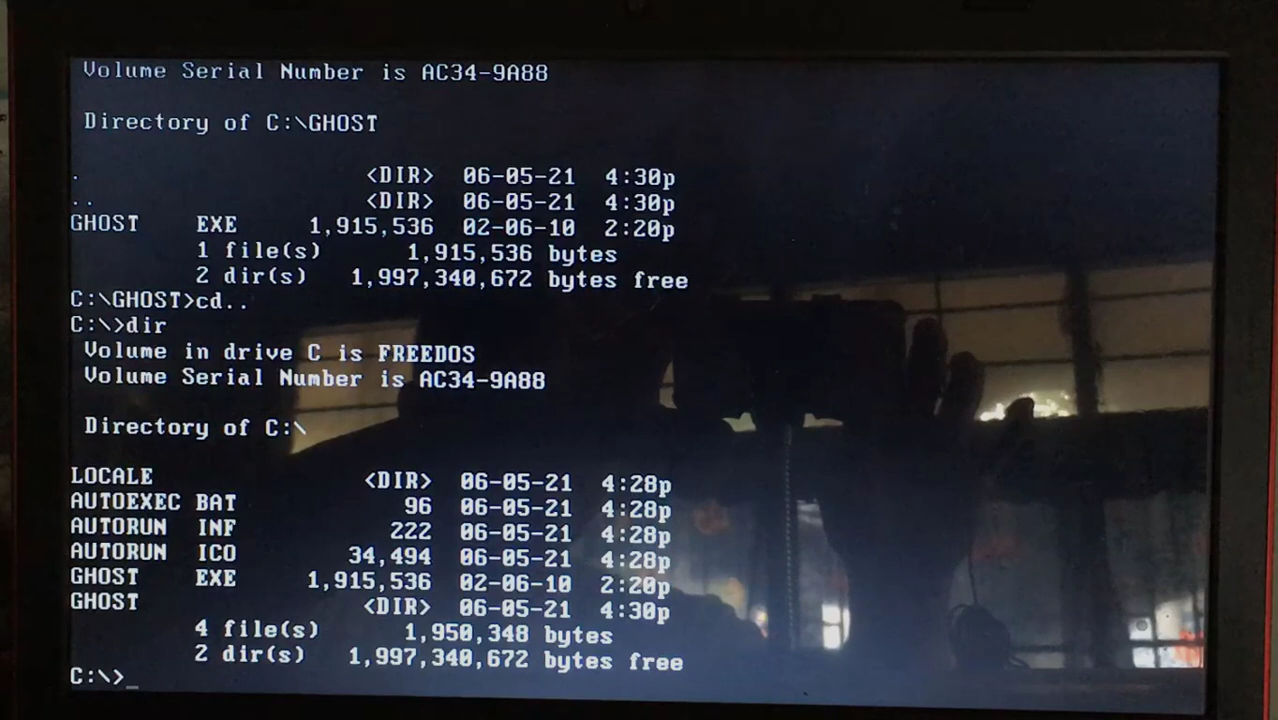 Volume Serial Number is AC34-9A88
Directory of C:\GHOST
. <DIR> 06-05-21 4:30p
.. <DIR> 06-05-21 4:30p
GHOST EXE 1,915,536 02-06-10 2:20p
1 file(s) 1,915,536 bytes
2 dir(s) 1,997,340,672 bytes free
C:\GHOST>cd..
C:\>dir
Volume in drive C is FREEDOS
Volume Serial Number is AC34-9A88
Directory of C:\
LOCALE <DIR> 06-05-21 4:28p
AUTOEXEC BAT 96 06-05-21 4:28p
AUTORUN INF 222 06-05-21 4:28p
AUTORUN ICO 34,494 06-05-21 4:28p
GHOST EXE 1,915,536 02-06-10 2:20p
GHOST <DIR> 06-05-21 4:30p
4 file(s) 1,950,348 bytes
2 dir(s) 1,997,340,672 bytes free
C:\>_